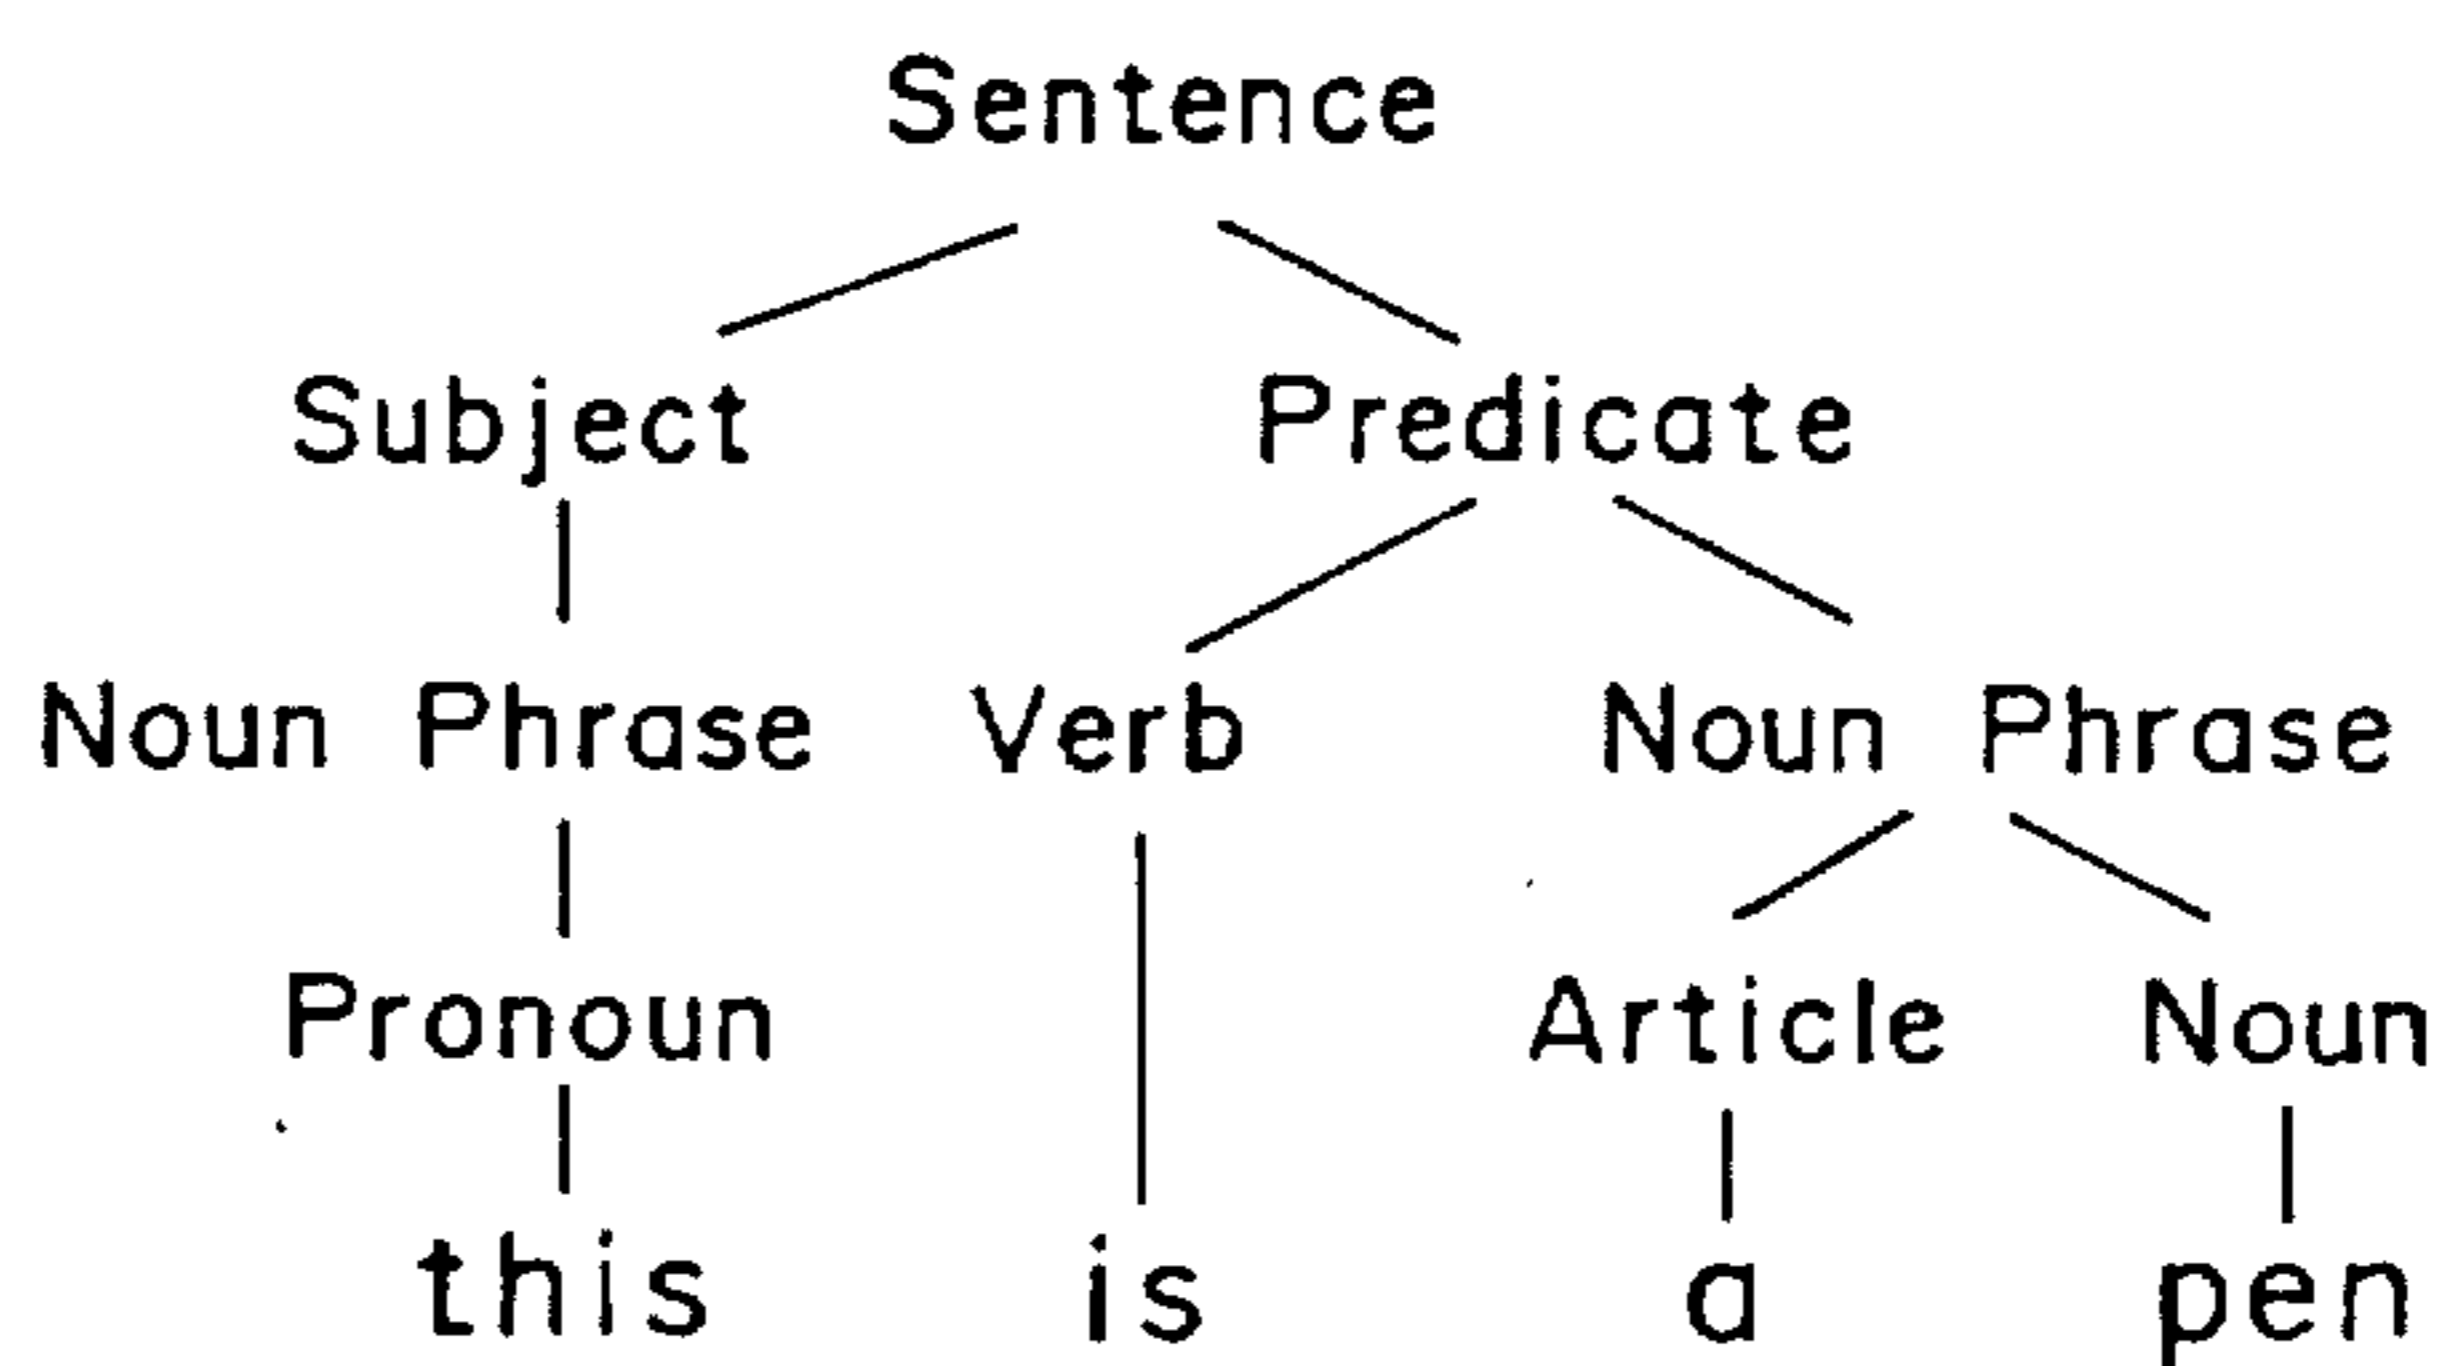 Sentence
Subject Predicate
Noun Phrase Verb Noun Phrase
Pronoun Article Noun
this is a pen